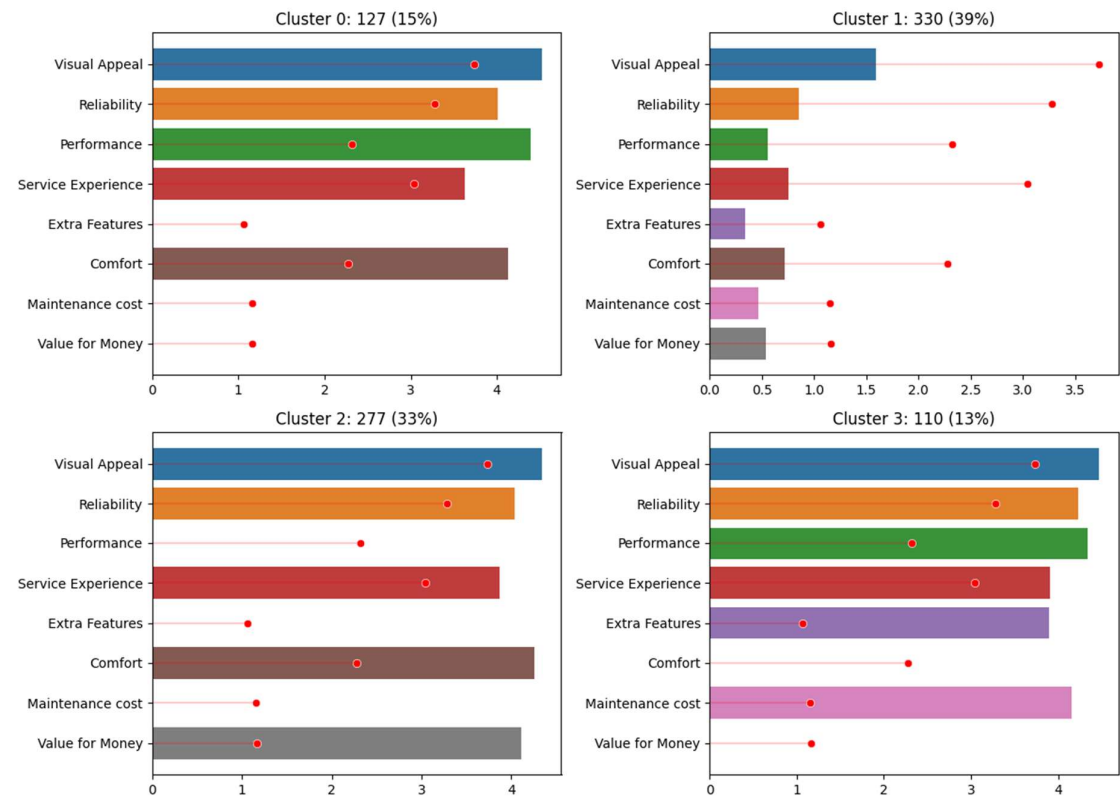 Cluster 0: 127 (15%)
Visual Appeal
Reliability
Performance
Service Experience
Extra Features
Comfort
Maintenance cost
Value for Money
0 1 2 3 4
Cluster 1: 330 (39%)
Visual Appeal
Reliability
Performance
Service Experience
Extra Features
Comfort
Maintenance cost
Value for Money
0.0 0.5 1.0 1.5 2.0 2.5 3.0 3.5
Cluster 2: 277 (33%)
Visual Appeal
Reliability
Performance
Service Experience
Extra Features
Comfort
Maintenance cost
Value for Money
0 1 2 3 4
Cluster 3: 110 (13%)
Visual Appeal
Reliability
Performance
Service Experience
Extra Features
Comfort
Maintenance cost
Value for Money
0 1 2 3 4